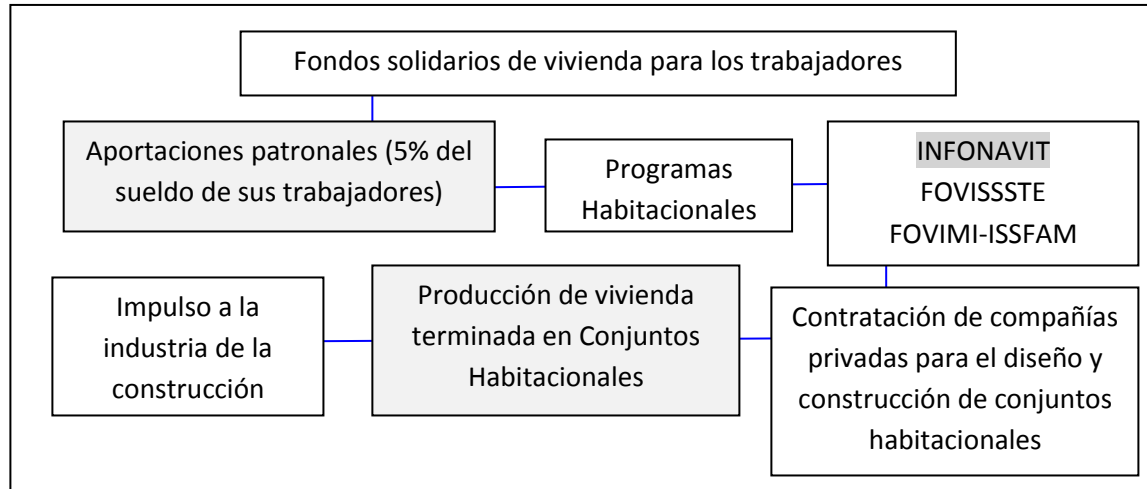 Fondos solidarios de vivienda para los trabajadores
Aportaciones patronales (5% del
sueldo de sus trabajadores)
Programas
Habitacionales
INFONAVIT
FOVISSSTE
FOVIMI-ISSFAM
Impulso a la
industria de la
construcción
Producción de vivienda
terminada en Conjuntos
Habitacionales
Contratación de compañías
privadas para el diseño y
construcción de conjuntos
habitacionales